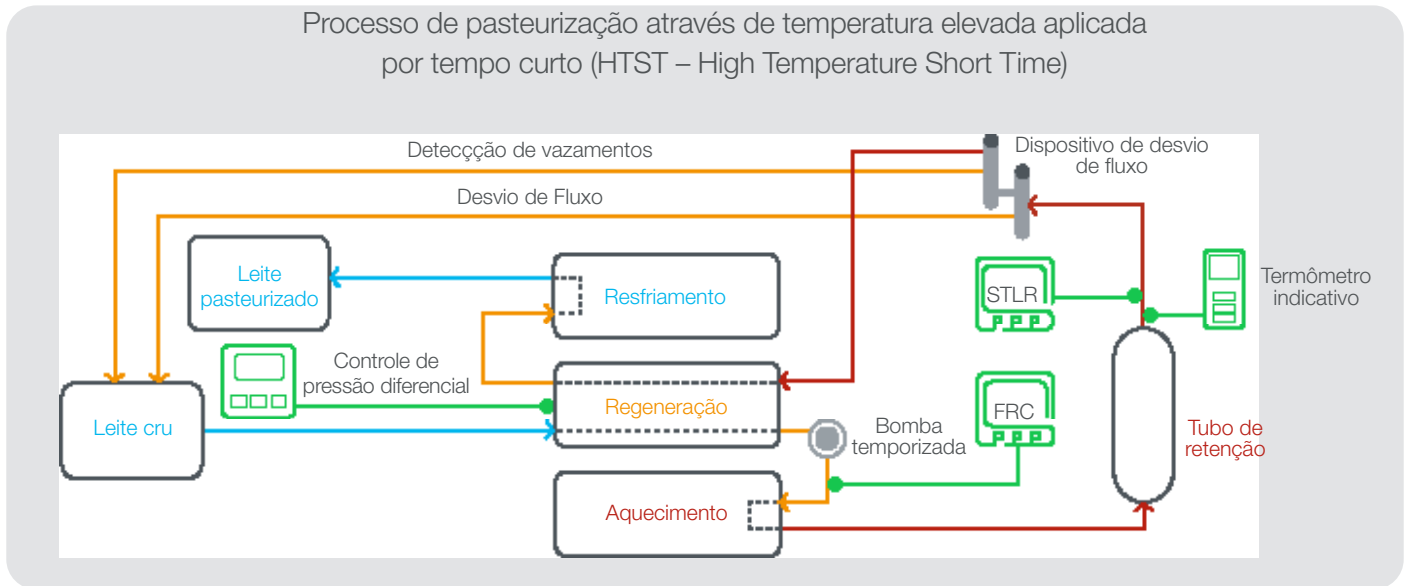 Processo de pasteurização através de temperatura elevada aplicada
por tempo curto (HTST – High Temperature Short Time)
Detecçção de vazamentos
Dispositivo de desvio
de fluxo
Desvio de Fluxo
Leite
pasteurizado
Resfriamento
STLR
Termômetro
indicativo
Controle de
pressão diferencial
Regeneração
Leite cru
Bomba
temporizada
FRC
Tubo de
retenção
Aquecimento